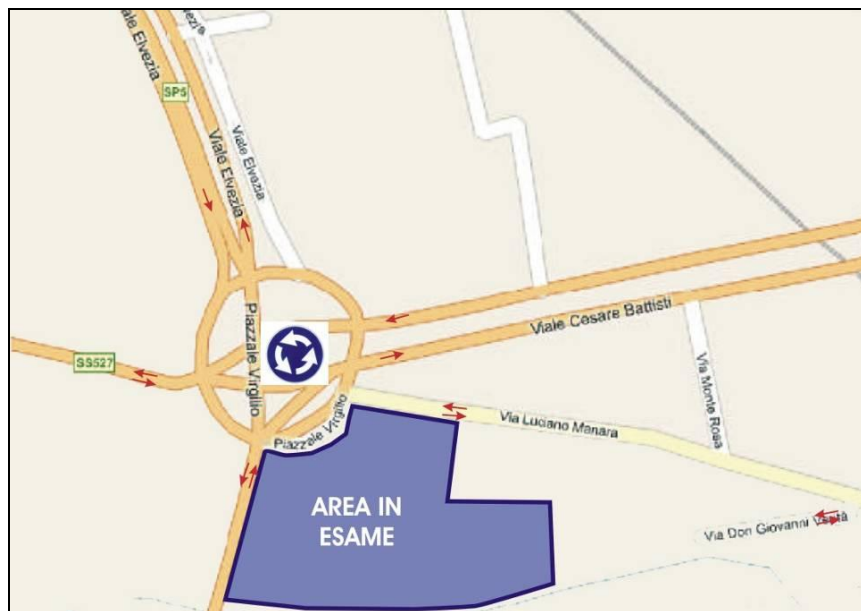 Viale Elvezia
SP5
Viale Elvezia
Viale Elvezia
Piazzale Virgilio
SS527
Viale Cesare Battisti
Via Monte Rosa
Piazzale Virgilio
Via Luciano Manara
AREA IN
ESAME
Via Don Giovanni